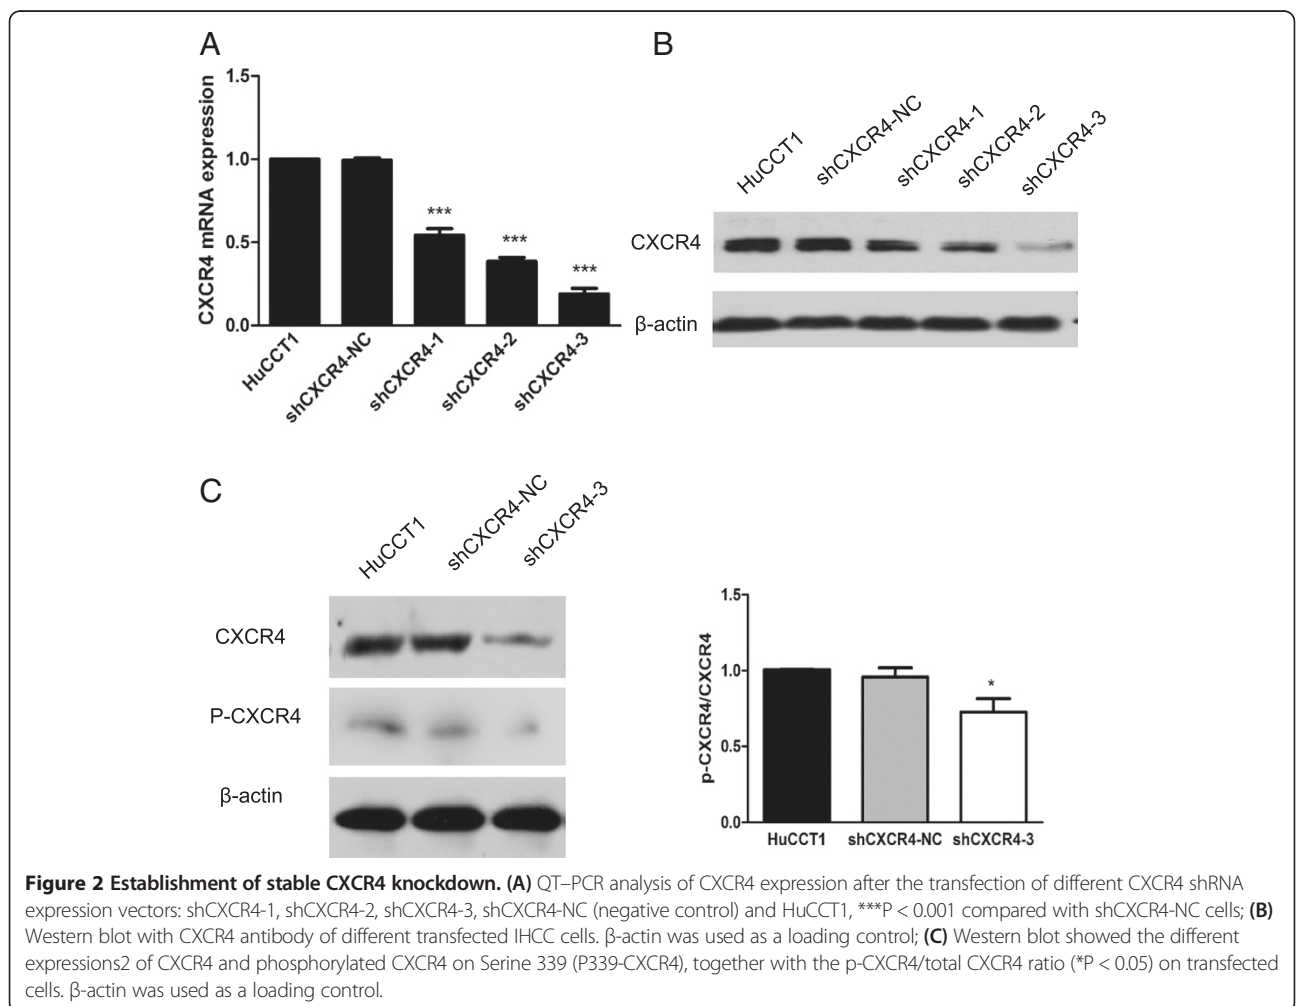 A
CXCR4 mRNA expression
1.5
1.0
0.5
0.0
***
***
***
HuCCT1
shCXCR4-NC
shCXCR4-1
shCXCR4-2
shCXCR4-3
B
HuCCT1
shCXCR4-NC
shCXCR4-1
shCXCR4-2
shCXCR4-3
CXCR4
β-actin
C
HuCCT1
shCXCR4-NC
shCXCR4-3
CXCR4
P-CXCR4
β-actin
p-CXCR4/CXCR4
1.5
1.0
0.5
0.0
*
HuCCT1
shCXCR4-NC
shCXCR4-3
Figure 2 Establishment of stable CXCR4 knockdown. (A) QT–PCR analysis of CXCR4 expression after the transfection of different CXCR4 shRNA
expression vectors: shCXCR4-1, shCXCR4-2, shCXCR4-3, shCXCR4-NC (negative control) and HuCCT1, ***P < 0.001 compared with shCXCR4-NC cells; (B)
Western blot with CXCR4 antibody of different transfected IHCC cells. β-actin was used as a loading control; (C) Western blot showed the different
expressions2 of CXCR4 and phosphorylated CXCR4 on Serine 339 (P339-CXCR4), together with the p-CXCR4/total CXCR4 ratio (*P < 0.05) on transfected
cells. β-actin was used as a loading control.